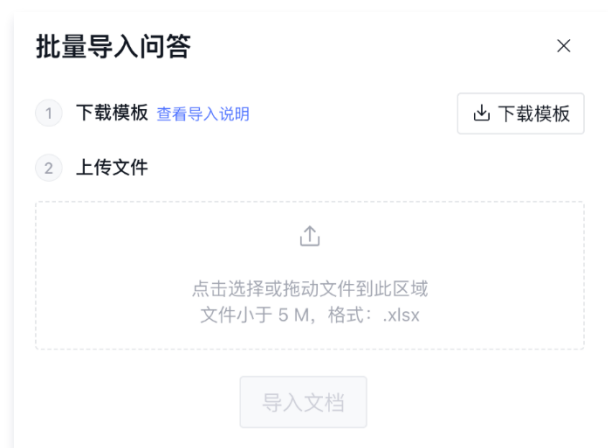 批量导入问答
1 下载模板 查看导入说明 下载模板
2 上传文件
点击选择或拖动文件到此区域
文件小于 5 M，格式：.xlsx
导入文档